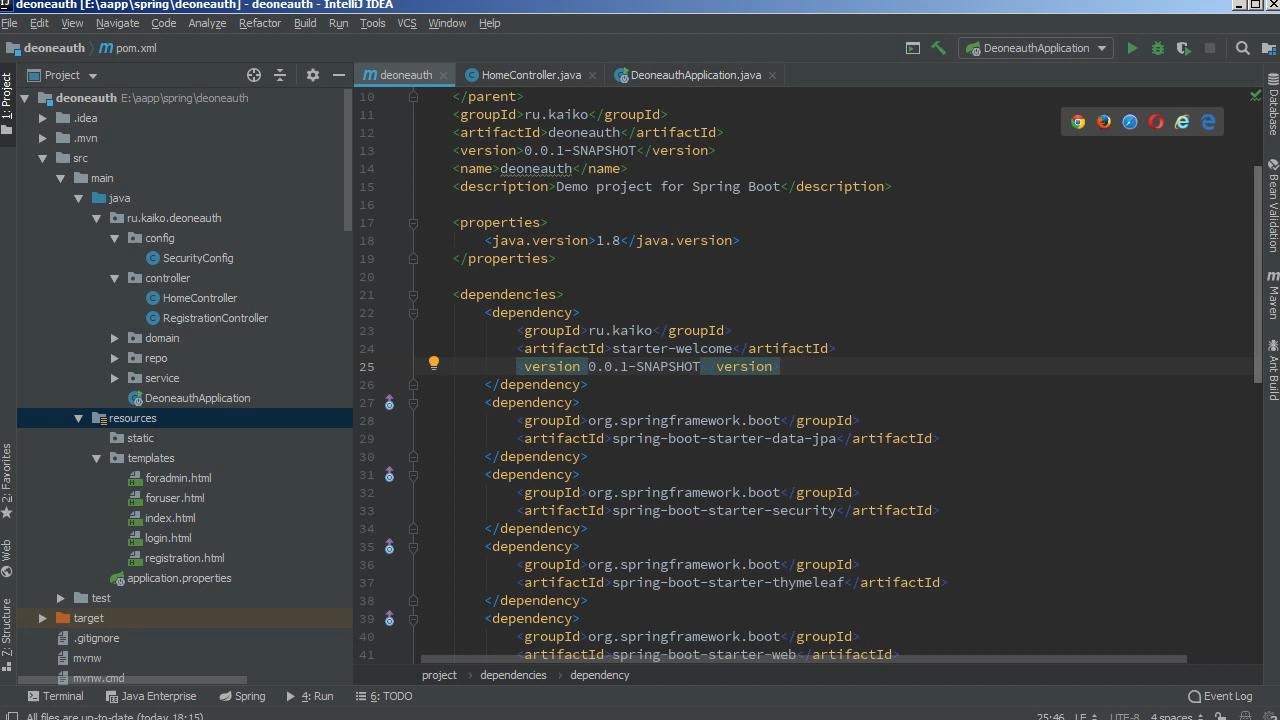 deoneauth [E:\aapp\spring\deoneauth] - deoneauth - IntelliJ IDEA
File Edit View Navigate Code Analyze Refactor Build Run Tools VCS Window Help
deoneauth pom.xml DeoneauthApplication
Project
deoneauth HomeController.java DeoneauthApplication.java
1: Project
2: Favorites
Web
Z: Structure
deoneauth E:\aapp\spring\deoneauth
.idea
.mvn
src
main
java
ru.kaiko.deoneauth
config
SecurityConfig
controller
HomeController
RegistrationController
domain
repo
service
DeoneauthApplication
resources
static
templates
foradmin.html
foruser.html
index.html
login.html
registration.html
application.properties
test
target
.gitignore
mvnw
mvnw.cmd
10 </parent>
11 <groupId>ru.kaiko</groupId>
12 <artifactId>deoneauth</artifactId>
13 <version>0.0.1-SNAPSHOT</version>
14 <name>deoneauth</name>
15 <description>Demo project for Spring Boot</description>
16
17 <properties>
18 <java.version>1.8</java.version>
19 </properties>
20
21 <dependencies>
22 <dependency>
23 <groupId>ru.kaiko</groupId>
24 <artifactId>starter-welcome</artifactId>
25 <version>0.0.1-SNAPSHOT</version>
26 </dependency>
27 <dependency>
28 <groupId>org.springframework.boot</groupId>
29 <artifactId>spring-boot-starter-data-jpa</artifactId>
30 </dependency>
31 <dependency>
32 <groupId>org.springframework.boot</groupId>
33 <artifactId>spring-boot-starter-security</artifactId>
34 </dependency>
35 <dependency>
36 <groupId>org.springframework.boot</groupId>
37 <artifactId>spring-boot-starter-thymeleaf</artifactId>
38 </dependency>
39 <dependency>
40 <groupId>org.springframework.boot</groupId>
41 <artifactId>spring-boot-starter-web</artifactId>
Database
Bean Validation
Maven
Ant Build
project dependencies dependency
Terminal Java Enterprise Spring 4: Run 6: TODO Event Log
All files are up-to-date (today 18:15) 25:46 LF UTF-8 4 spaces